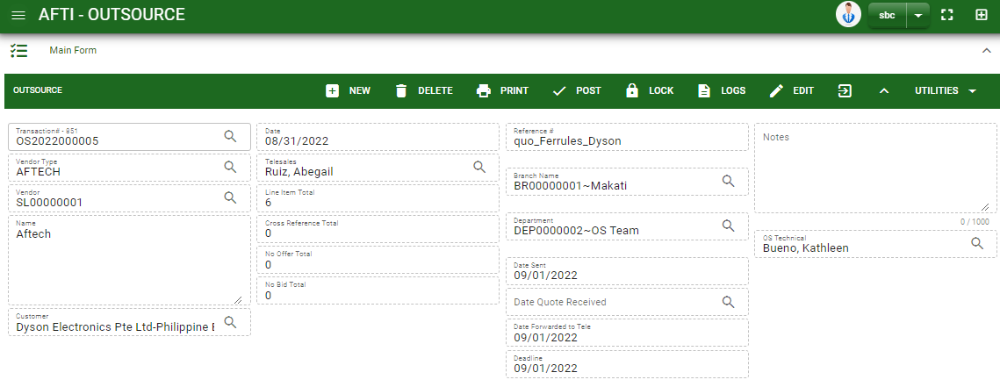 AFTI - OUTSOURCE
sbc
Main Form
OUTSOURCE
NEW
DELETE
PRINT
POST
LOCK
LOGS
EDIT
UTILITIES
Transaction# - 851
OS2022000005
Vendor Type
AFTECH
Vendor
SL00000001
Name
Aftech
Customer
Dyson Electronics Pte Ltd-Philippine
Date
08/31/2022
Telesales
Ruiz, Abegail
Line Item Total
6
Cross Reference Total
0
No Offer Total
0
No Bid Total
0
Reference #
quo_Ferrules_Dyson
Branch Name
BR00000001~Makati
Department
DEP0000002~OS Team
Date Sent
09/01/2022
Date Quote Received
Date Forwarded to Tele
09/01/2022
Deadline
09/01/2022
Notes
0 / 1000
OS Technical
Bueno, Kathleen